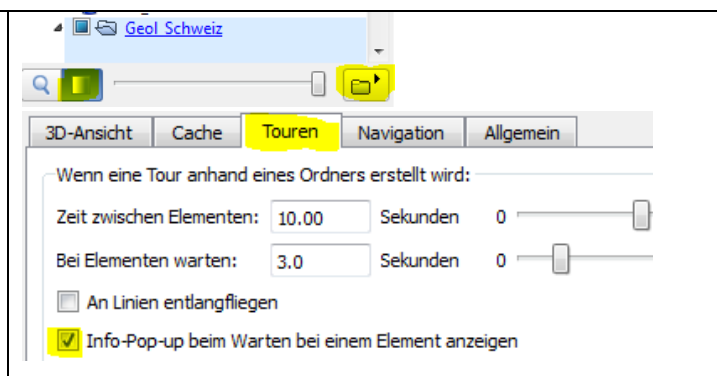 Geol Schweiz
3D-Ansicht Cache Touren Navigation Allgemein
Wenn eine Tour anhand eines Ordners erstellt wird:
Zeit zwischen Elementen: 10.00 Sekunden 0
Bei Elementen warten: 3.0 Sekunden 0
An Linien entlangfliegen
Info-Pop-up beim Warten bei einem Element anzeigen